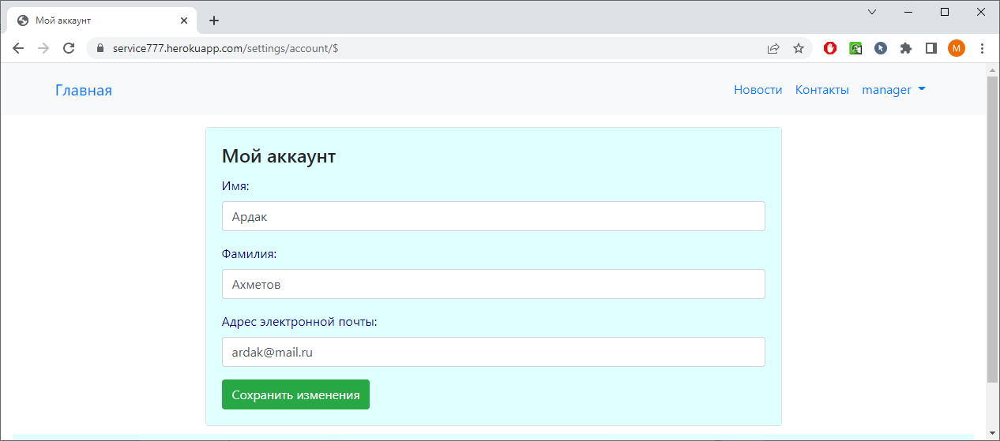 Мой аккаунт
service777.herokuapp.com/settings/account/$
M
Главная
Новости Контакты manager
Мой аккаунт
Имя:
Ардак
Фамилия:
Ахметов
Адрес электронной почты:
ardak@mail.ru
Сохранить изменения